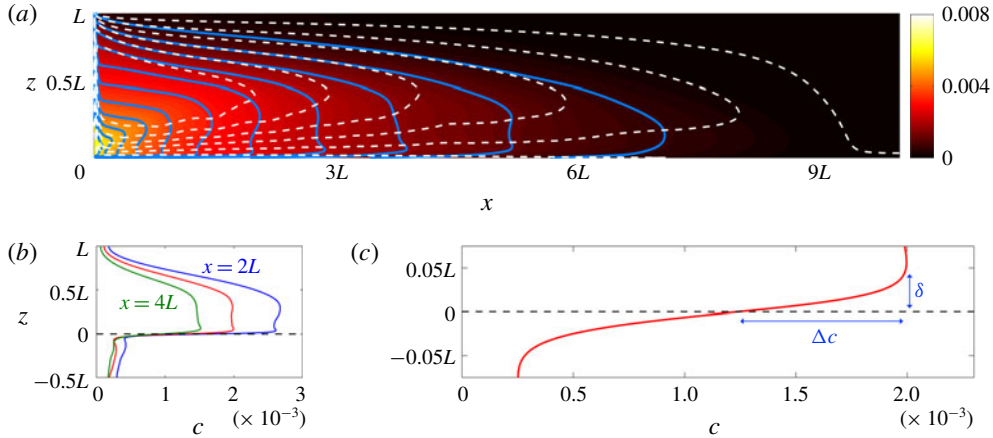 (a)
L
z 0.5L
0
3L
6L
9L
x
0.008
0.004
0
(b)
L
0.5L
z
0
−0.5L
x = 2L
x = 4L
0 1 2 3
(× 10⁻³)
c
(c)
0.05L
0
−0.05L
δ
Δc
0 0.5 1.0 1.5 2.0
(× 10⁻³)
c